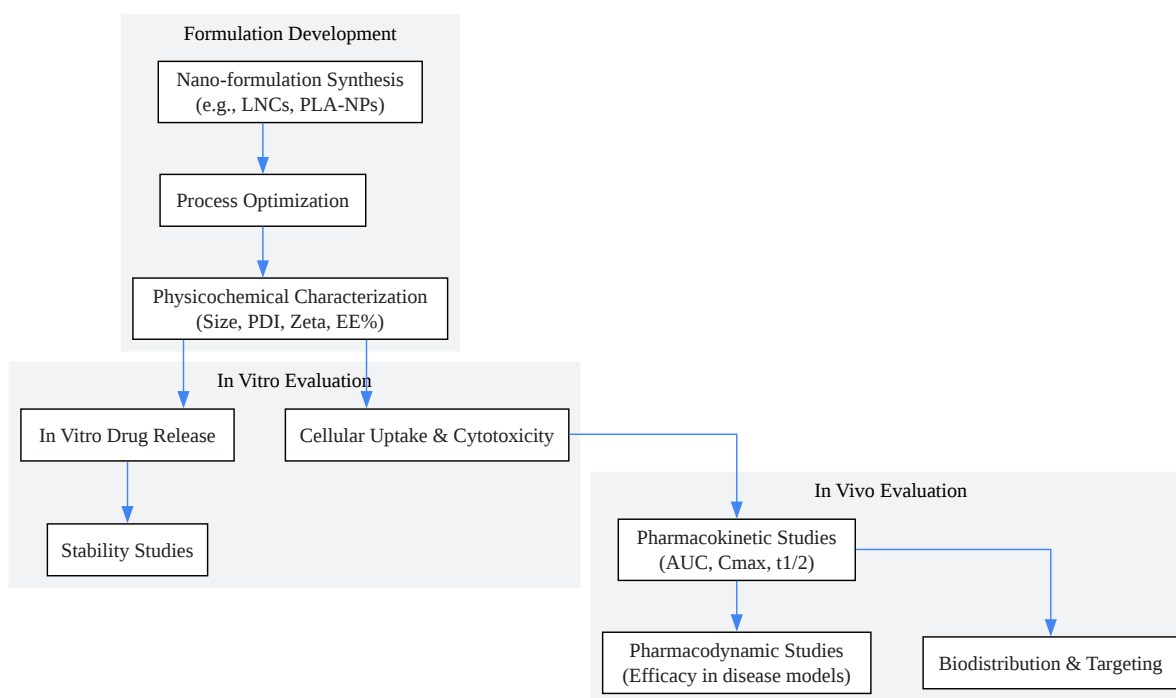 Formulation Development
Nano-formulation Synthesis
(e.g., LNCs, PLA-NPs)
Process Optimization
Physicochemical Characterization
(Size, PDI, Zeta, EE%)
In Vitro Evaluation
In Vitro Drug Release
Cellular Uptake & Cytotoxicity
Stability Studies
In Vivo Evaluation
Pharmacokinetic Studies
(AUC, Cmax, t1/2)
Pharmacodynamic Studies
(Efficacy in disease models)
Biodistribution & Targeting